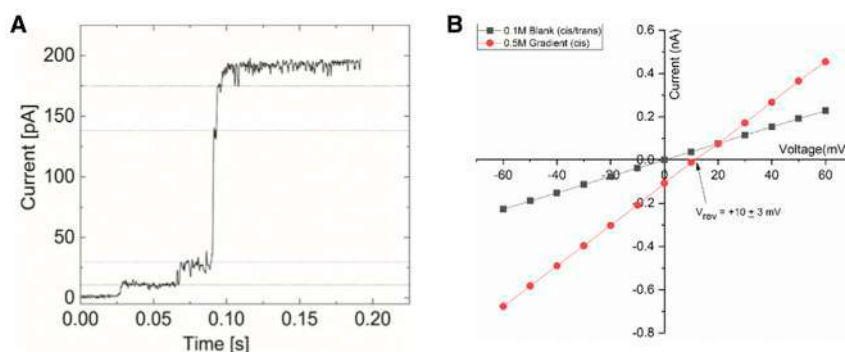 A
Current [pA]
200
150
100
50
0
0.00 0.05 0.10 0.15 0.20
Time [s]
B
0.1M Blank (cis/trans)
0.5M Gradient (cis)
Current (nA)
0.6
0.4
0.2
0.0
-0.2
-0.4
-0.6
-0.8
-60 -40 -20 0 20 40 60
Voltage(mV)
Vrev = +10 ± 3 mV